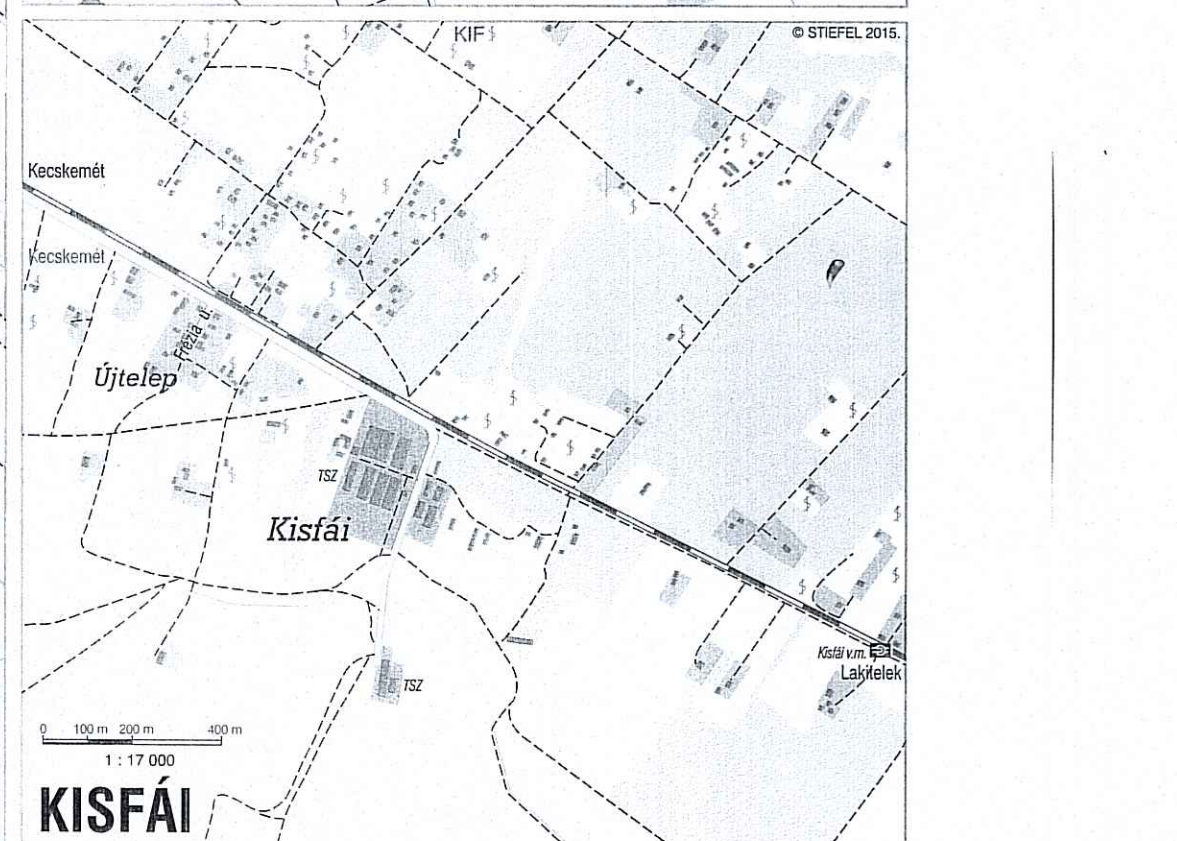 KIF
© STIEFEL 2015.
Kecskemét
Kecskemét
Frézia u.
Újtelep
TSZ
Kisfái
Kisfái v.m.
Lakitelek
TSZ
0 100 m 200 m 400 m
1 : 17 000
KISFÁI